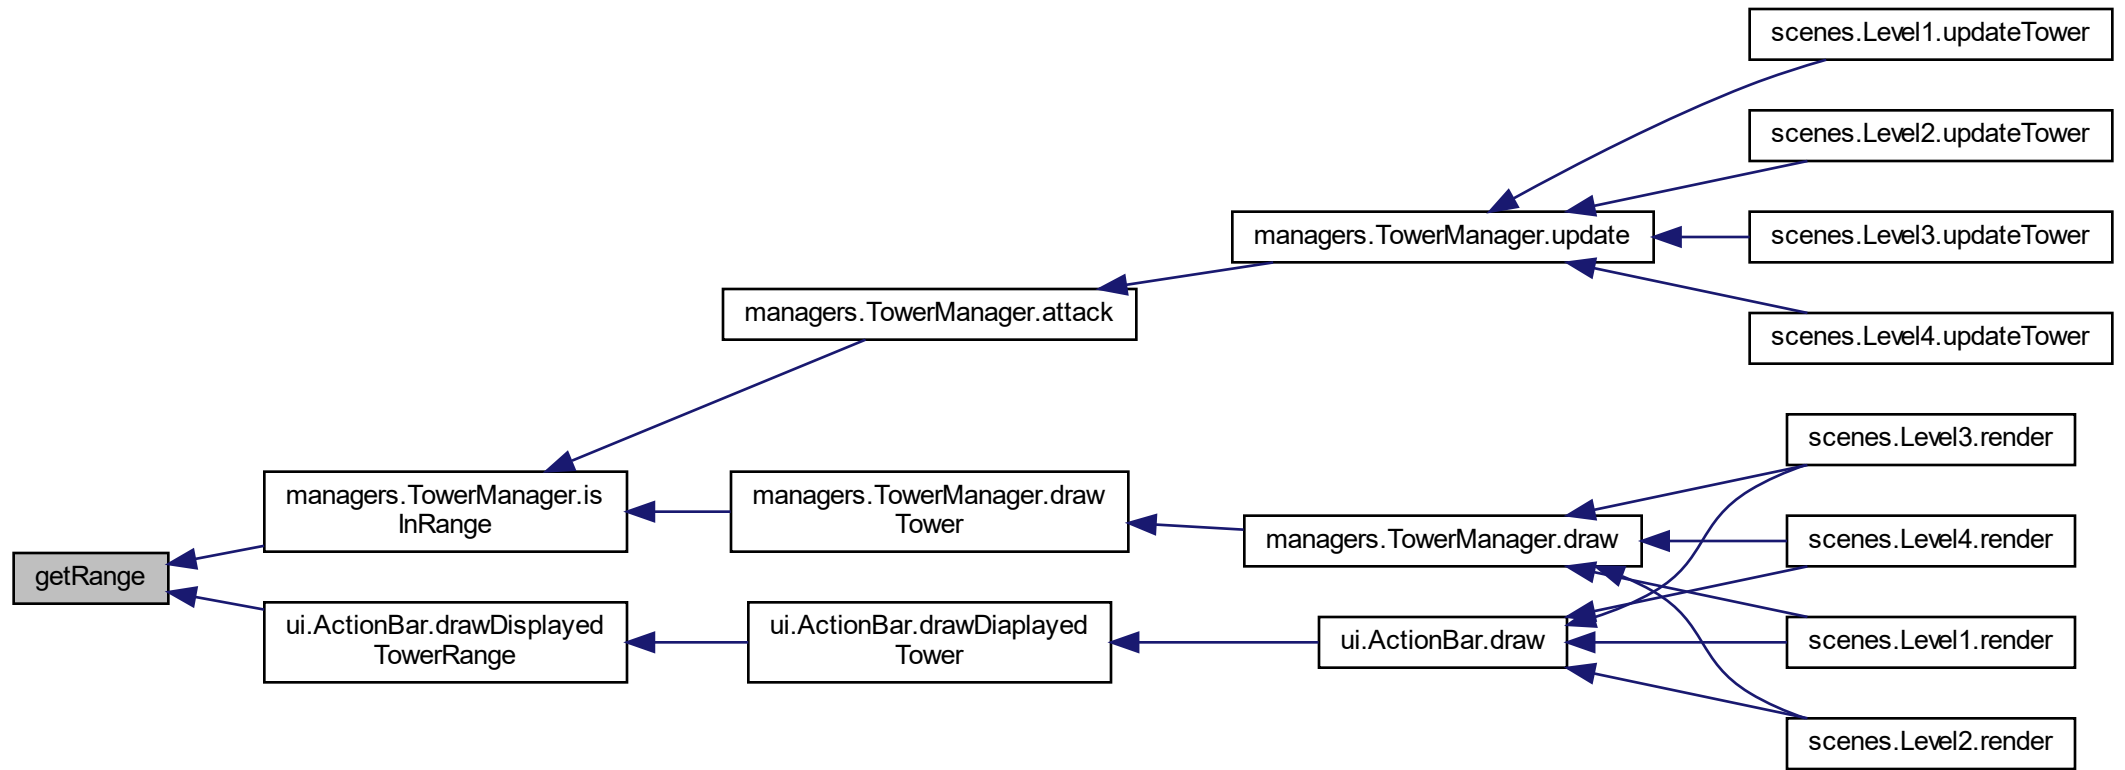 scenes.Level1.updateTower
scenes.Level2.updateTower
managers.TowerManager.update
scenes.Level3.updateTower
managers.TowerManager.attack
scenes.Level4.updateTower
scenes.Level3.render
managers.TowerManager.is
InRange
managers.TowerManager.draw
Tower
managers.TowerManager.draw
scenes.Level4.render
getRange
ui.ActionBar.drawDisplayed
TowerRange
ui.ActionBar.drawDiaplayed
Tower
ui.ActionBar.draw
scenes.Level1.render
scenes.Level2.render